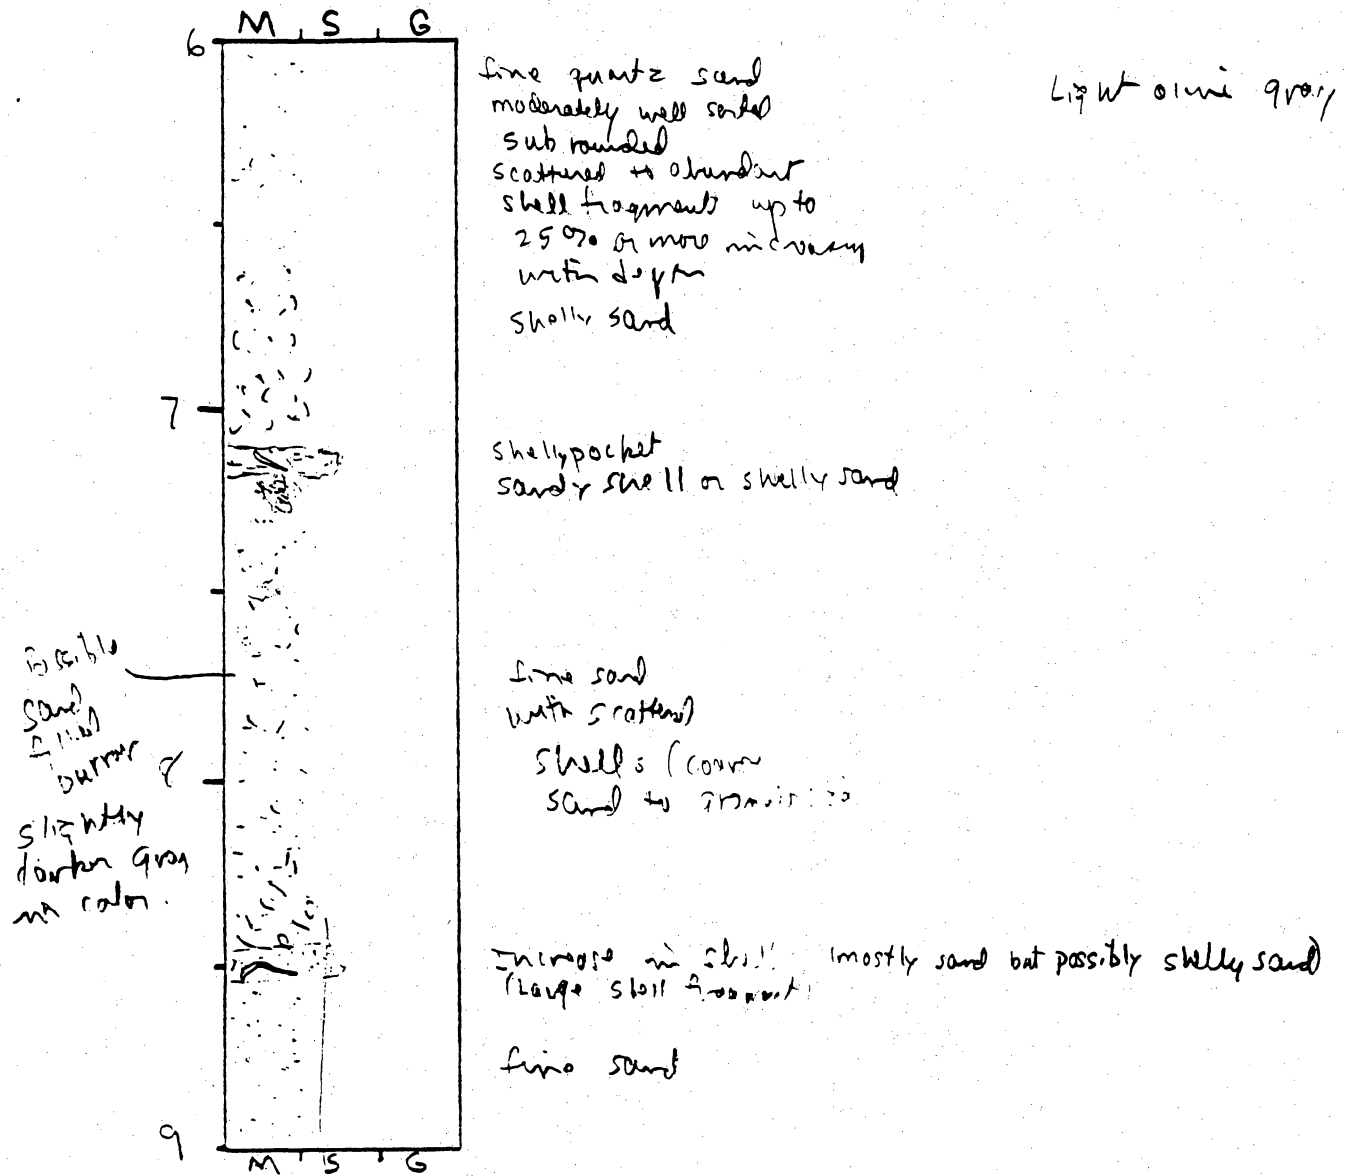 M S G
6
fine quartz sand
moderately well sorted
sub rounded
scattered to abundant
shell fragments up to
25% or more increasing
with depth
shelly sand
Light olive gray
7
shelly pocket
sandy shell or shelly sand
Possible
sand
filled
burrow
slightly
darker gray
in color.
fine sand
with scattered
shells (coarse
sand to
8
Increase in shell (mostly sand but possibly shelly sand)
(large shell fragment)
fine sand
9
M S G